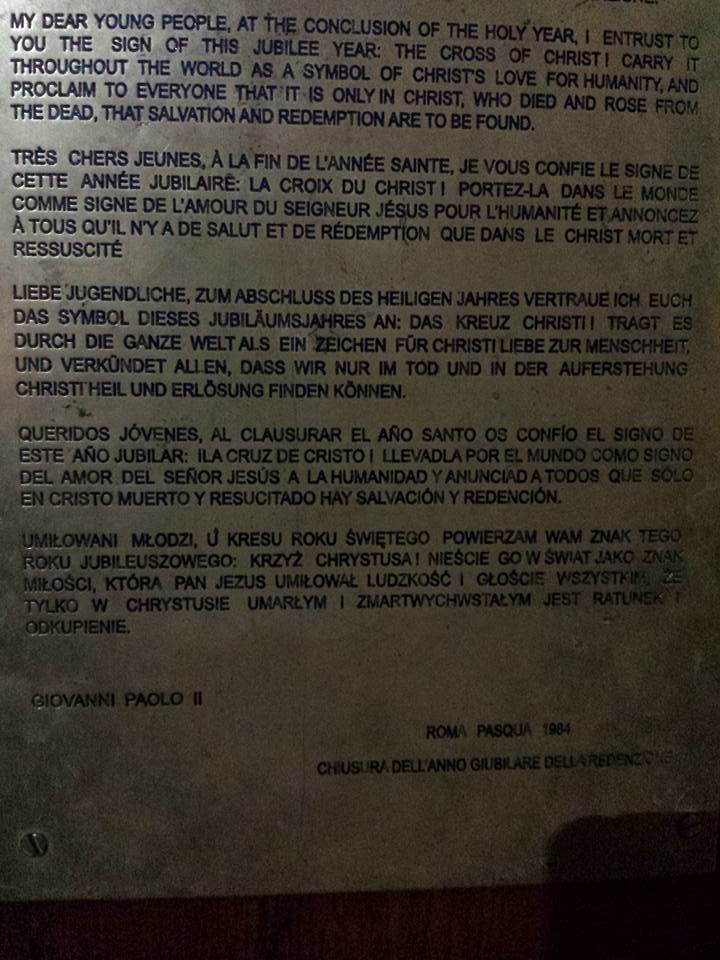 MY DEAR YOUNG PEOPLE, AT THE CONCLUSION OF THE HOLY YEAR, I ENTRUST TO
YOU THE SIGN OF THIS JUBILEE YEAR: THE CROSS OF CHRIST! CARRY IT
THROUGHOUT THE WORLD AS A SYMBOL OF CHRIST'S LOVE FOR HUMANITY, AND
PROCLAIM TO EVERYONE THAT IT IS ONLY IN CHRIST, WHO DIED AND ROSE FROM
THE DEAD, THAT SALVATION AND REDEMPTION ARE TO BE FOUND.
TRÈS CHERS JEUNES, À LA FIN DE L'ANNÉE SAINTE, JE VOUS CONFIE LE SIGNE DE
CETTE ANNÉE JUBILAIRE: LA CROIX DU CHRIST! PORTEZ-LA DANS LE MONDE
COMME SIGNE DE L'AMOUR DU SEIGNEUR JÉSUS POUR L'HUMANITÉ ET ANNONCEZ
À TOUS QU'IL N'Y A DE SALUT ET DE RÉDEMPTION QUE DANS LE CHRIST MORT ET
RESSUSCITÉ
LIEBE JUGENDLICHE, ZUM ABSCHLUSS DES HEILIGEN JAHRES VERTRAUE ICH EUCH
DAS SYMBOL DIESES JUBILÄUMSJAHRES AN: DAS KREUZ CHRISTI! TRAGT ES
DURCH DIE GANZE WELT ALS EIN ZEICHEN FÜR CHRISTI LIEBE ZUR MENSCHHEIT,
UND VERKÜNDET ALLEN, DASS WIR NUR IM TOD UND IN DER AUFERSTEHUNG
CHRISTI HEIL UND ERLÖSUNG FINDEN KÖNNEN.
QUERIDOS JÓVENES, AL CLAUSURAR EL AÑO SANTO OS CONFÍO EL SIGNO DE
ESTE AÑO JUBILAR: ¡LA CRUZ DE CRISTO! LLEVADLA POR EL MUNDO COMO SIGNO
DEL AMOR DEL SEÑOR JESÚS A LA HUMANIDAD Y ANUNCIAD A TODOS QUE SÓLO
EN CRISTO MUERTO Y RESUCITADO HAY SALVACIÓN Y REDENCIÓN.
UMIŁOWANI MŁODZI, U KRESU ROKU ŚWIĘTEGO POWIERZAM WAM ZNAK TEGO
ROKU JUBILEUSZOWEGO: KRZYŻ CHRYSTUSA! NIEŚCIE GO W ŚWIAT JAKO ZNAK
MIŁOŚCI, KTÓRA PAN JEZUS UMIŁOWAŁ LUDZKOŚĆ I GŁOŚCIE WSZYSTKIM, ŻE
TYLKO W CHRYSTUSIE UMARŁYM I ZMARTWYCHWSTAŁYM JEST RATUNEK I
ODKUPIENIE.
GIOVANNI PAOLO II
ROMA PASQUA 1984
CHIUSURA DELL'ANNO GIUBILARE DELLA REDENZIONE